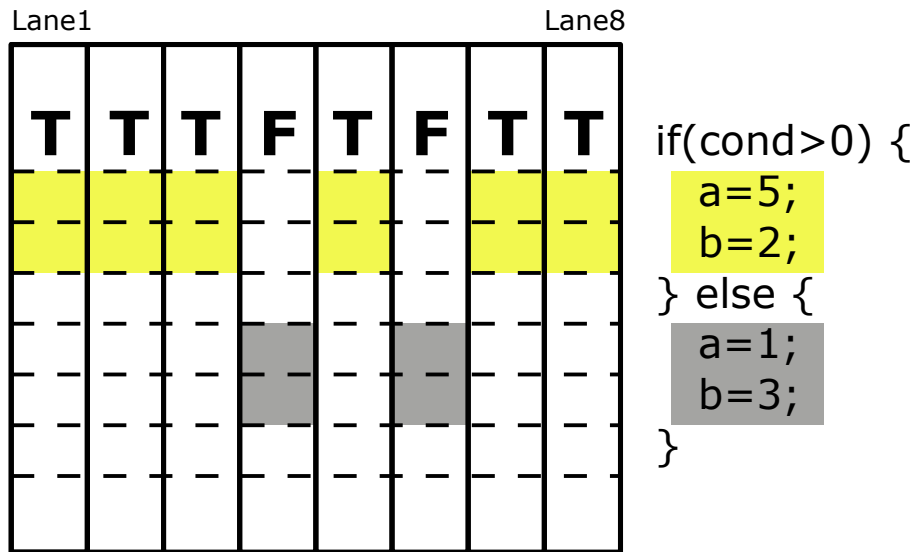 Lane1 Lane8
T T T F T F T T
if(cond>0) {
a=5;
b=2;
} else {
a=1;
b=3;
}